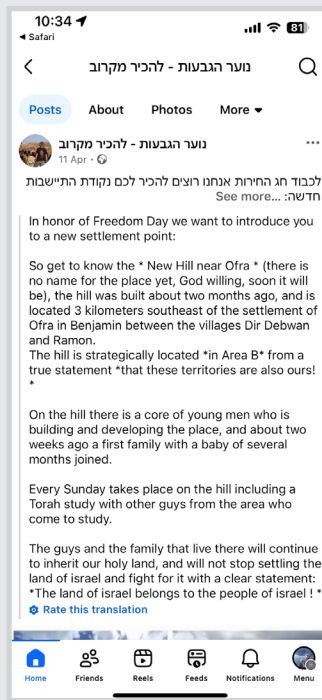 10:34
81
Safari
נוער הגבעות - להכיר מקרוב
Posts
About
Photos
More
נוער הגבעות - להכיר מקרוב
11 Apr ·
לכבוד חג החירות אנחנו רוצים להכיר לכם נקודת התיישבות
חדשה: ...See more
In honor of Freedom Day we want to introduce you
to a new settlement point:
So get to know the * New Hill near Ofra * (there is
no name for the place yet, God willing, soon it will
be), the hill was built about two months ago, and is
located 3 kilometers southeast of the settlement of
Ofra in Benjamin between the villages Dir Debwan
and Ramon.
The hill is strategically located *in Area B* from a
true statement *that these territories are also ours!
*
On the hill there is a core of young men who is
building and developing the place, and about two
weeks ago a first family with a baby of several
months joined.
Every Sunday takes place on the hill including a
Torah study with other guys from the area who
come to study.
The guys and the family that live there will continue
to inherit our holy land, and will not stop settling the
land of israel and fight for it with a clear statement:
*The land of israel belongs to the people of israel ! *
Rate this translation
Home
Friends
Reels
Feeds
Notifications
Menu